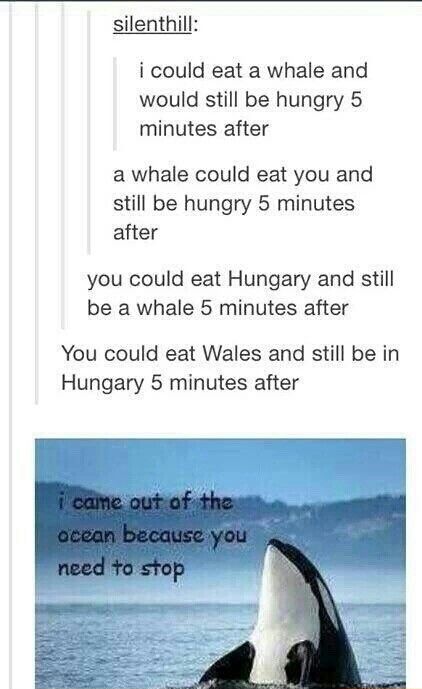 silenthill:
i could eat a whale and
would still be hungry 5
minutes after
a whale could eat you and
still be hungry 5 minutes
after
you could eat Hungary and still
be a whale 5 minutes after
You could eat Wales and still be in
Hungary 5 minutes after
i came out of the
ocean because you
need to stop